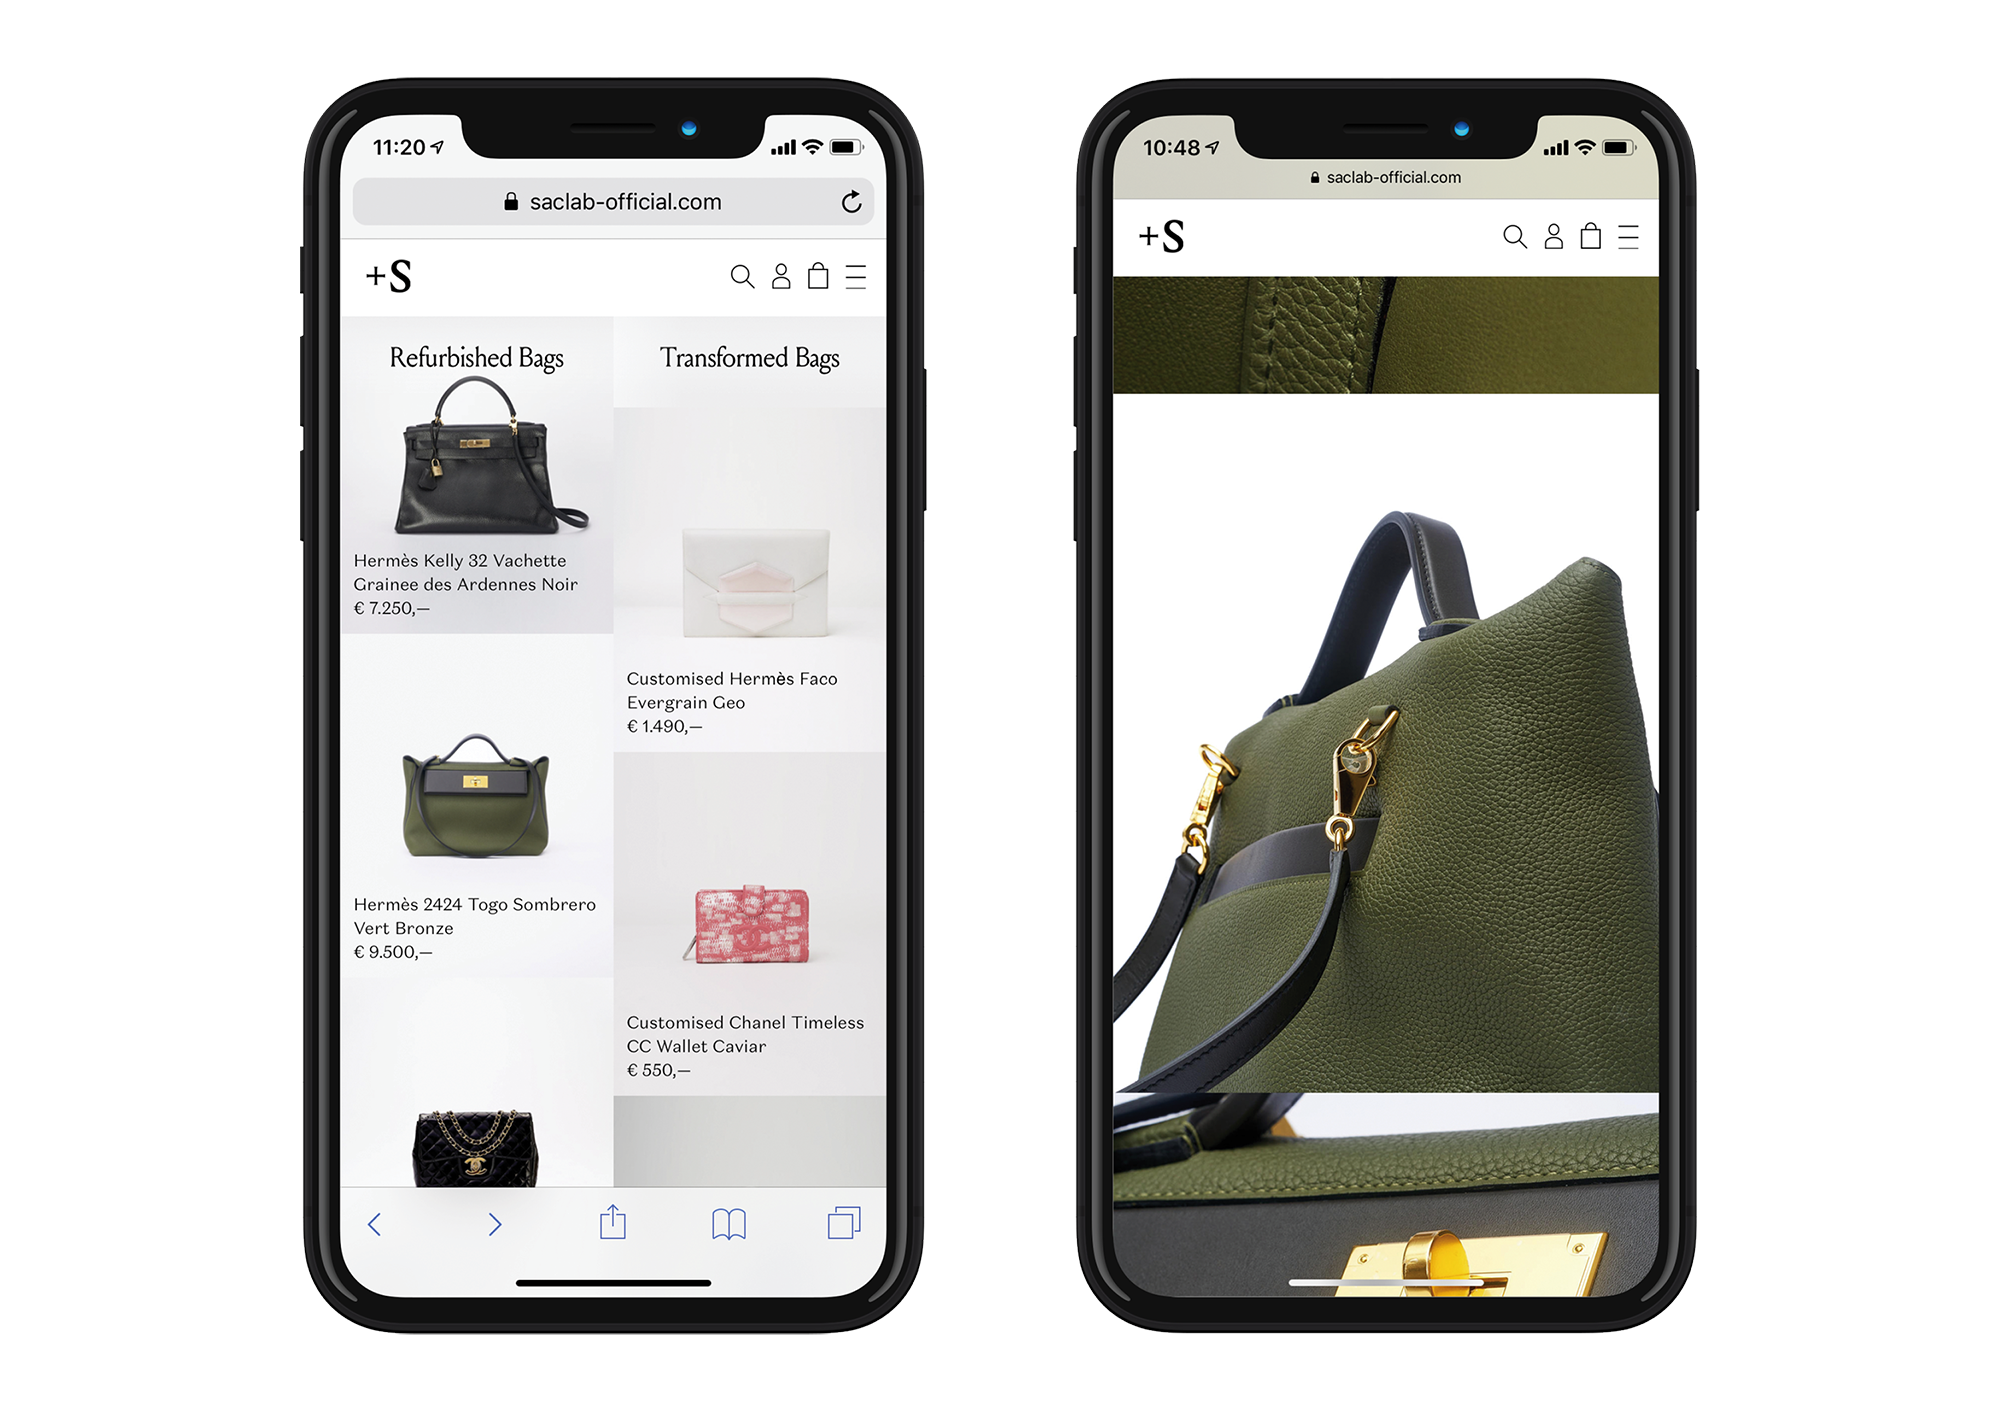 11:20
saclab-official.com
+S
Refurbished Bags
Hermès Kelly 32 Vachette
Grainee des Ardennes Noir
€ 7.250,—
Hermès 2424 Togo Sombrero
Vert Bronze
€ 9.500,—
Transformed Bags
Customised Hermès Faco
Evergrain Geo
€ 1.490,—
Customised Chanel Timeless
CC Wallet Caviar
€ 550,—
10:48
saclab-official.com
+S